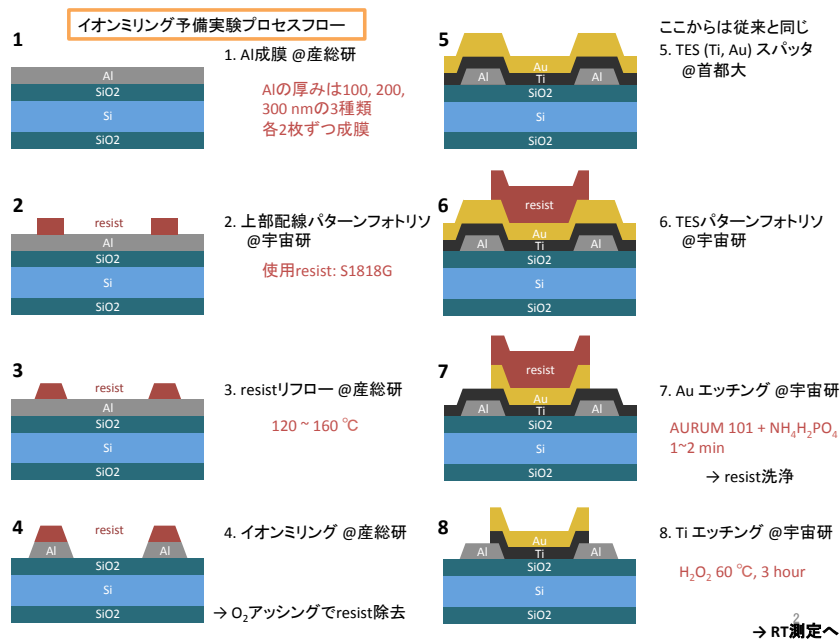 イオンミリング予備実験プロセスフロー
1
Al
SiO2
Si
SiO2
1. Al成膜 @産総研
Alの厚みは100, 200,
300 nmの3種類
各2枚ずつ成膜
2
resist
Al
SiO2
Si
SiO2
2. 上部配線パターンフォトリソ
@宇宙研
使用resist: S1818G
3
resist
Al
SiO2
Si
SiO2
3. resistリフロー @産総研
120 ~ 160 ℃
4
resist
Al
Al
SiO2
Si
SiO2
4. イオンミリング @産総研
→ O₂アッシングでresist除去
5
Au
Al
Ti
Al
SiO2
Si
SiO2
ここからは従来と同じ
5. TES (Ti, Au) スパッタ
@首都大
6
resist
Au
Al
Ti
Al
SiO2
Si
SiO2
6. TESパターンフォトリソ
@宇宙研
7
resist
Au
Al
Ti
Al
SiO2
Si
SiO2
7. Au エッチング @宇宙研
AURUM 101 + NH₄H₂PO₄
1~2 min
→ resist洗浄
8
Au
Al
Ti
Al
SiO2
Si
SiO2
8. Ti エッチング @宇宙研
H₂O₂ 60 ℃, 3 hour
2
→ RT測定へ